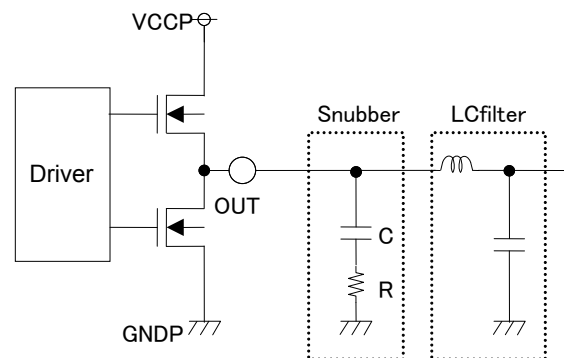 VCCP
Snubber
LCfilter
Driver
OUT
C
R
GNDP